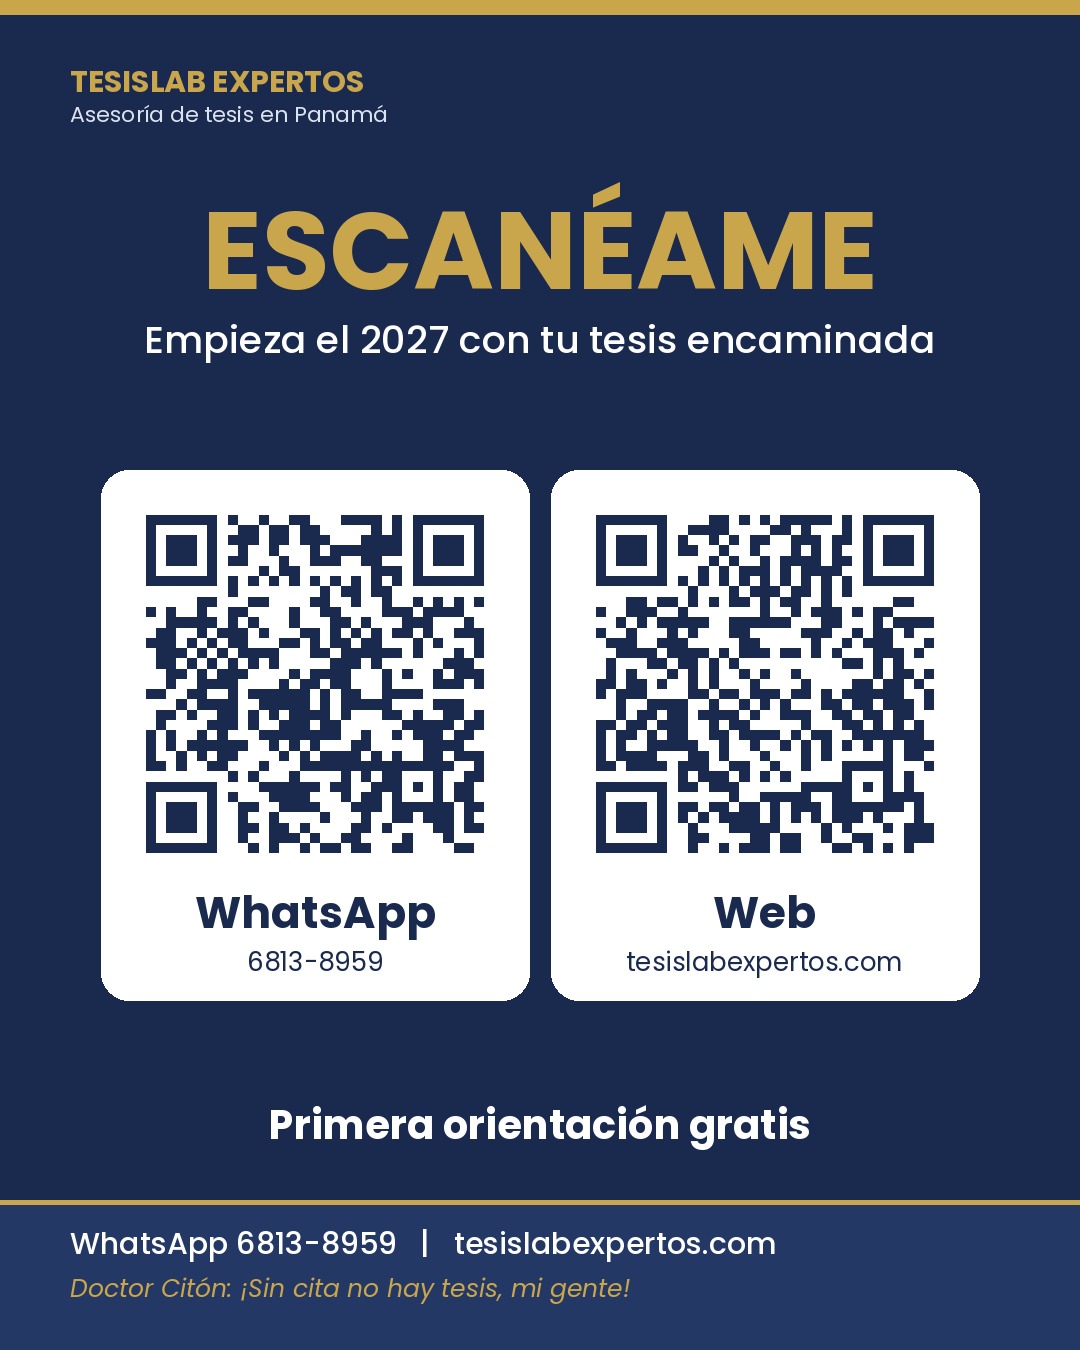 TESISLAB EXPERTOS
Asesoría de tesis en Panamá
ESCANÉAME
Empieza el 2027 con tu tesis encaminada
WhatsApp
6813-8959
Web
tesislabexpertos.com
Primera orientación gratis
WhatsApp 6813-8959 | tesislabexpertos.com
Doctor Citón: ¡Sin cita no hay tesis, mi gente!